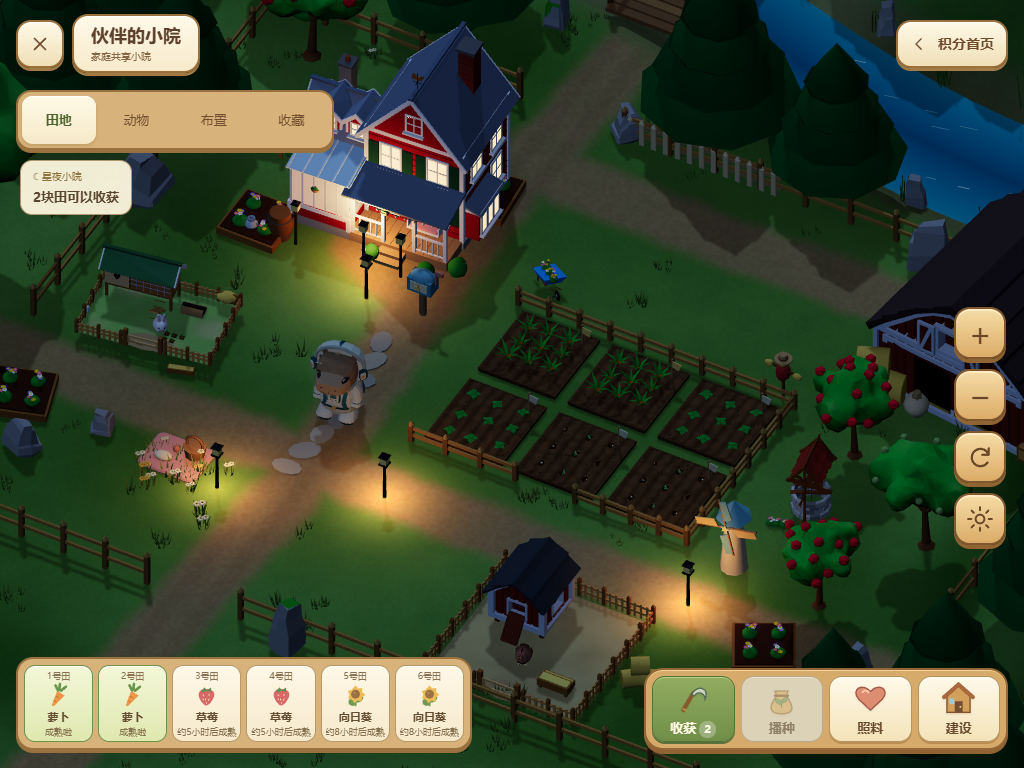 伙伴的小院
家庭共享小院
积分首页
田地
动物
布置
收藏
星夜小院
2块田可以收获
1号田
萝卜
成熟啦
2号田
萝卜
成熟啦
3号田
草莓
约5小时后成熟
4号田
草莓
约5小时后成熟
5号田
向日葵
约8小时后成熟
6号田
向日葵
约8小时后成熟
收获 2
播种
照料
建设